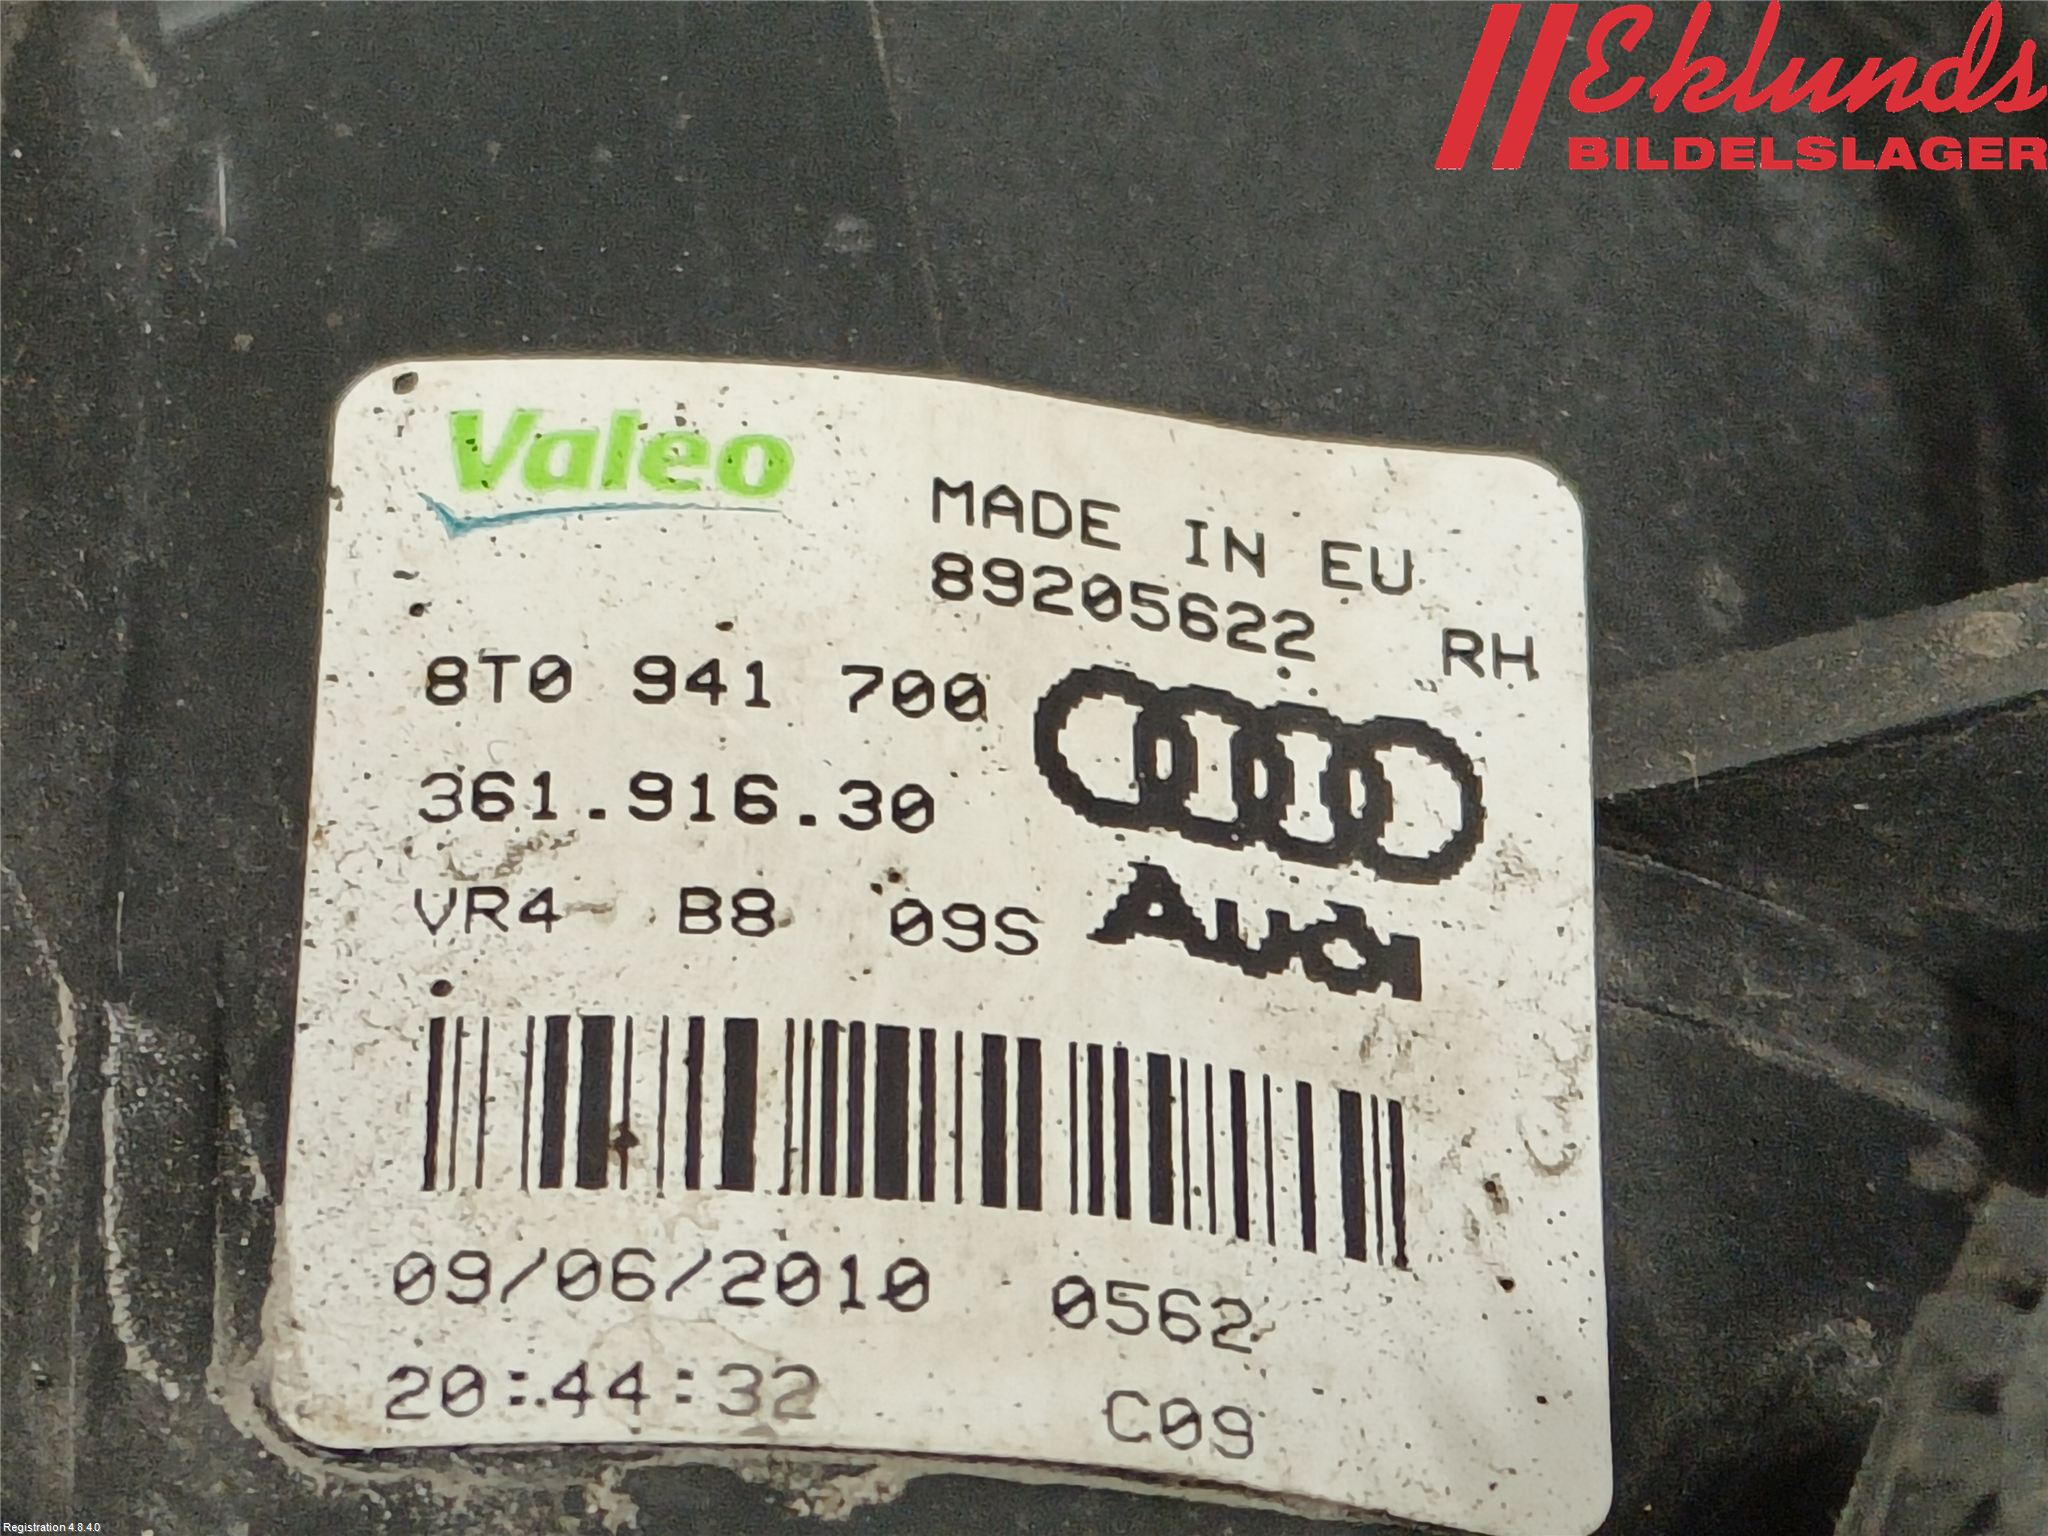 Eklunds
BILDELSLAGER
Valeo
MADE IN EU
89205622 RH
8T0 941 700
361.916.30
VR4 B8 09S
Audi
09/06/2010 0562
20:44:32 C09
Registration 4.8.4.0